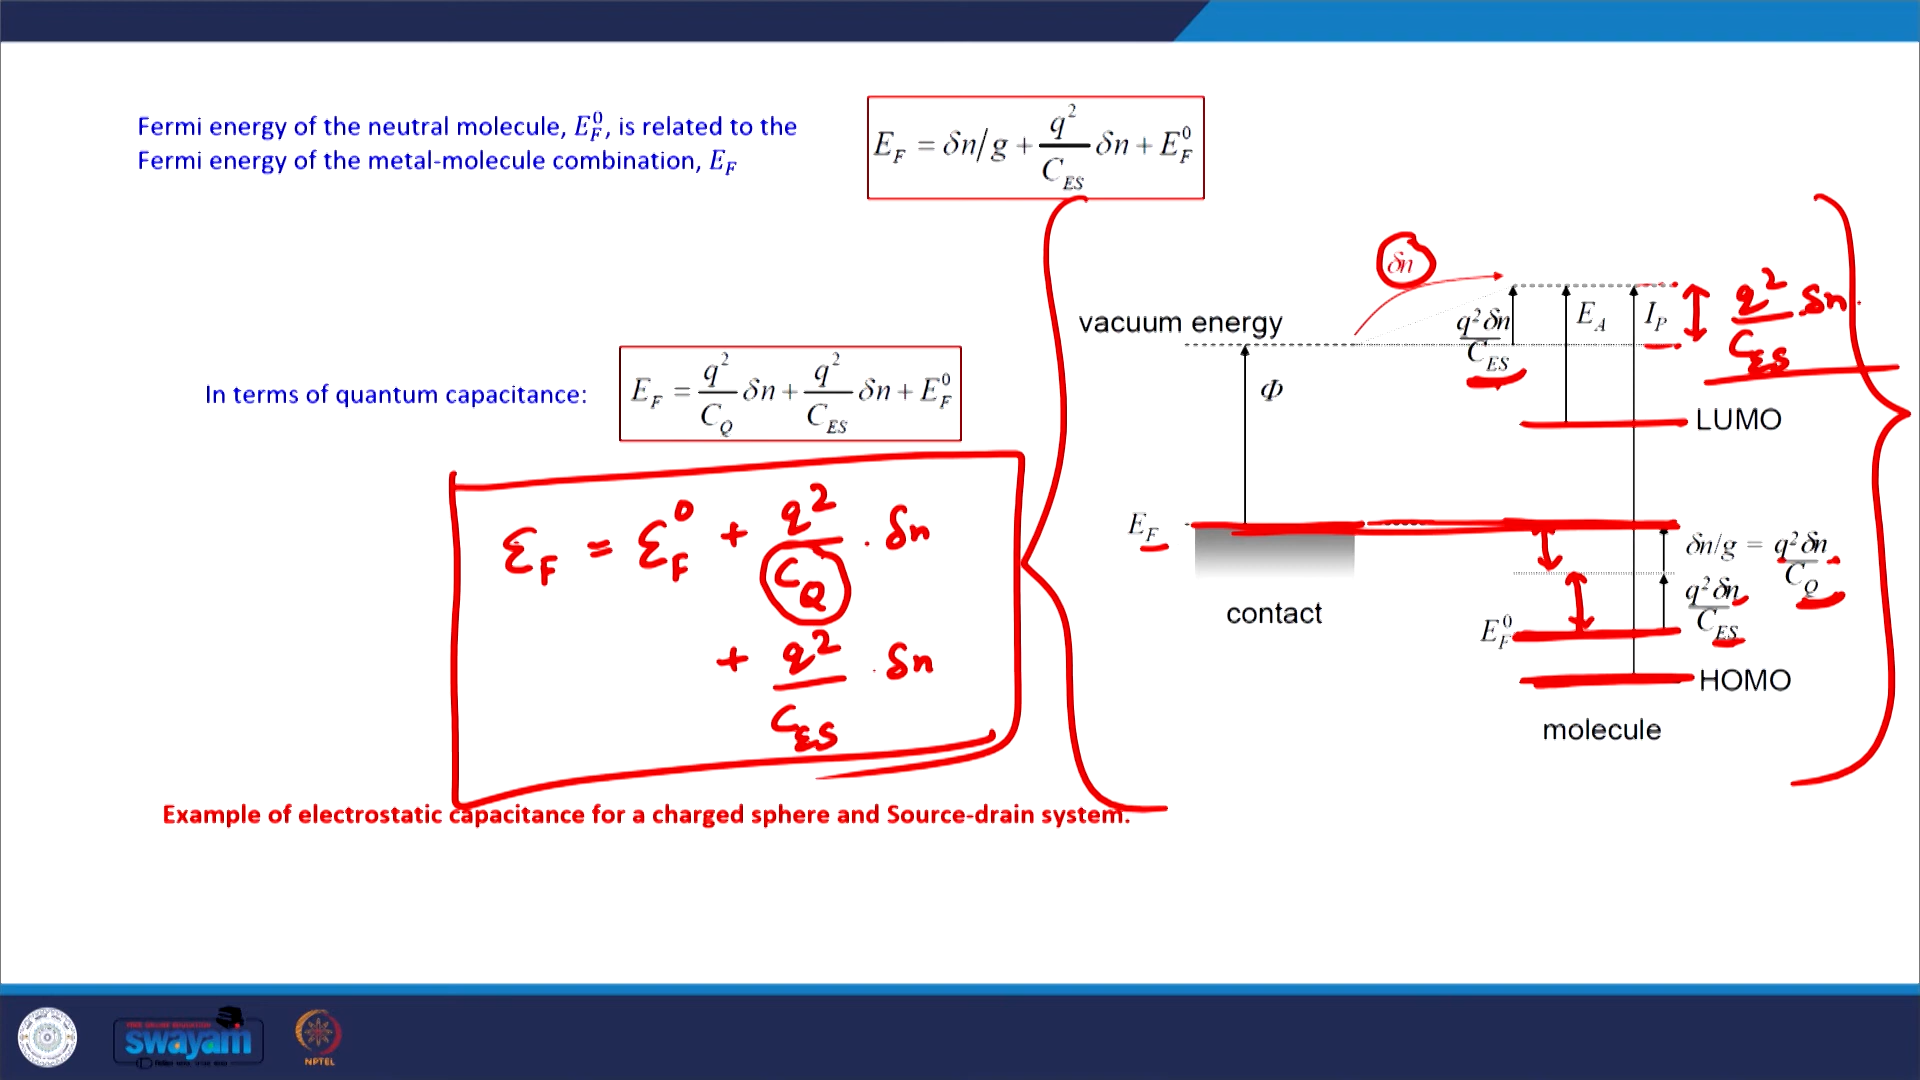 Fermi energy of the neutral molecule, E_F^0, is related to the
Fermi energy of the metal-molecule combination, E_F
E_F = δn/g + q²/C_ES δn + E_F^0
In terms of quantum capacitance:
E_F = q²/C_Q δn + q²/C_ES δn + E_F^0
ε_F = ε_F^0 + q²/C_Q . δn
+ q²/C_ES . δn
δn
vacuum energy
q²δn/C_ES
E_A
I_P
q²/C_ES . δn
Φ
LUMO
E_F
δn/g = q²δn/C_Q
q²δn/C_ES
contact
E_F^0
HOMO
molecule
Example of electrostatic capacitance for a charged sphere and Source-drain system.
FREE ONLINE EDUCATION
swayam
NPTEL